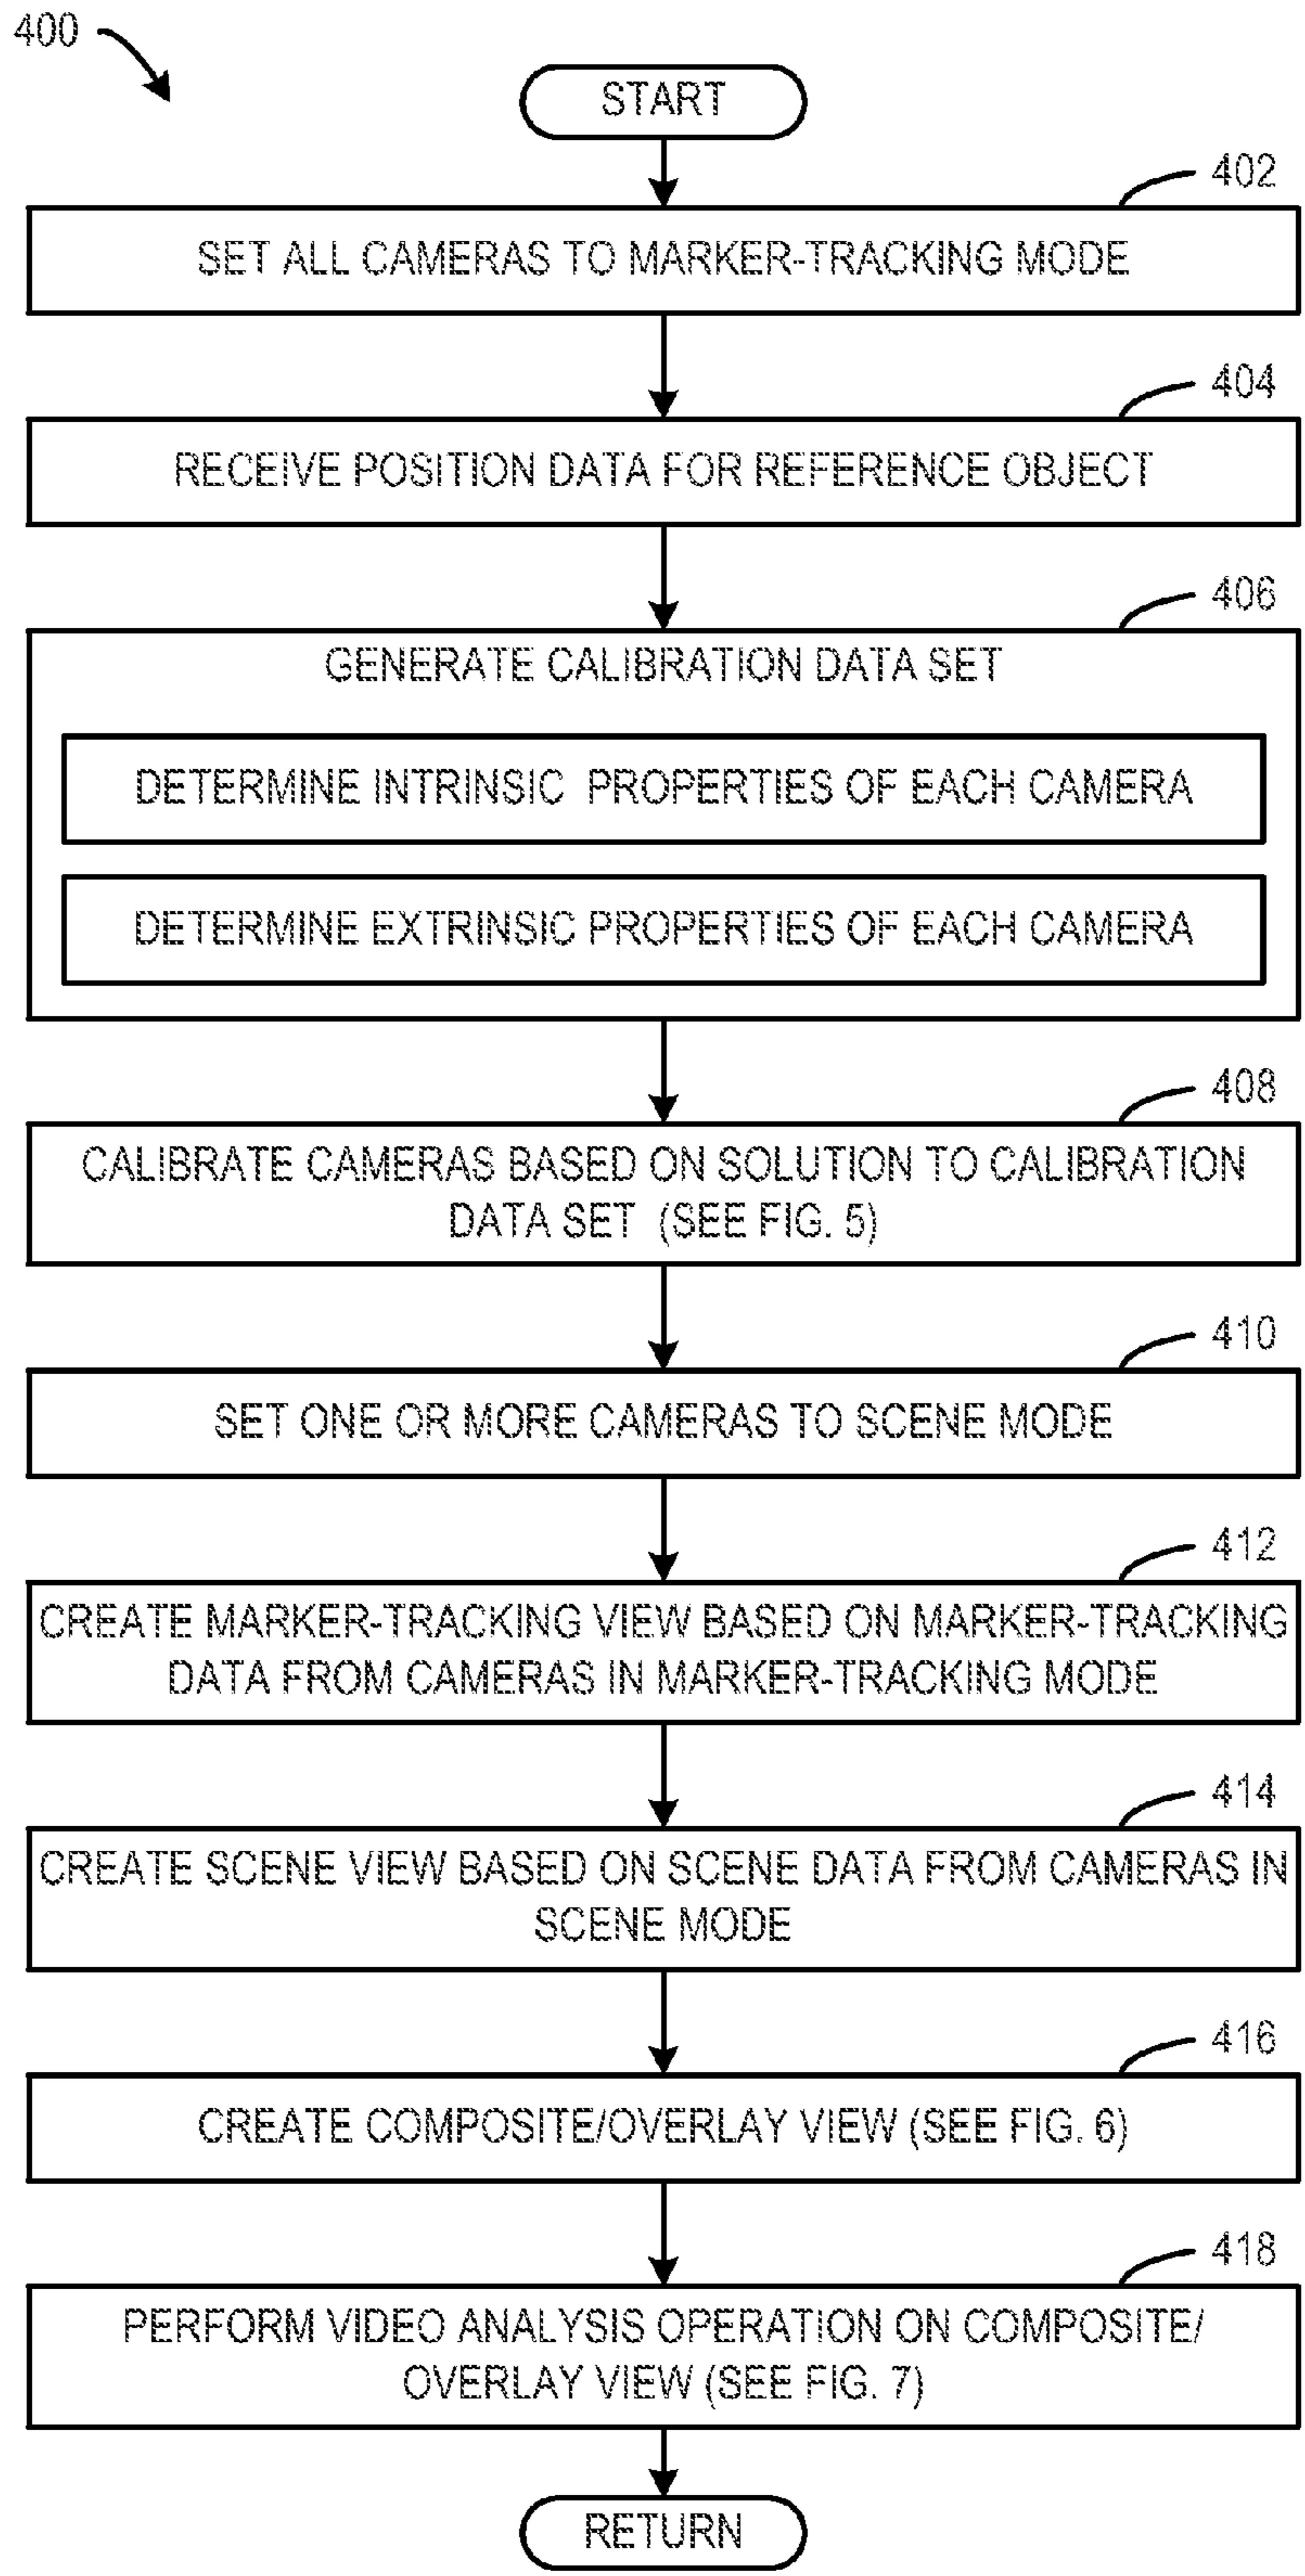 400
START
402
SET ALL CAMERAS TO MARKER-TRACKING MODE
404
RECEIVE POSITION DATA FOR REFERENCE OBJECT
406
GENERATE CALIBRATION DATA SET
DETERMINE INTRINSIC PROPERTIES OF EACH CAMERA
DETERMINE EXTRINSIC PROPERTIES OF EACH CAMERA
408
CALIBRATE CAMERAS BASED ON SOLUTION TO CALIBRATION
DATA SET (SEE FIG. 5)
410
SET ONE OR MORE CAMERAS TO SCENE MODE
412
CREATE MARKER-TRACKING VIEW BASED ON MARKER-TRACKING
DATA FROM CAMERAS IN MARKER-TRACKING MODE
414
CREATE SCENE VIEW BASED ON SCENE DATA FROM CAMERAS IN
SCENE MODE
416
CREATE COMPOSITE/OVERLAY VIEW (SEE FIG. 6)
418
PERFORM VIDEO ANALYSIS OPERATION ON COMPOSITE/
OVERLAY VIEW (SEE FIG. 7)
RETURN